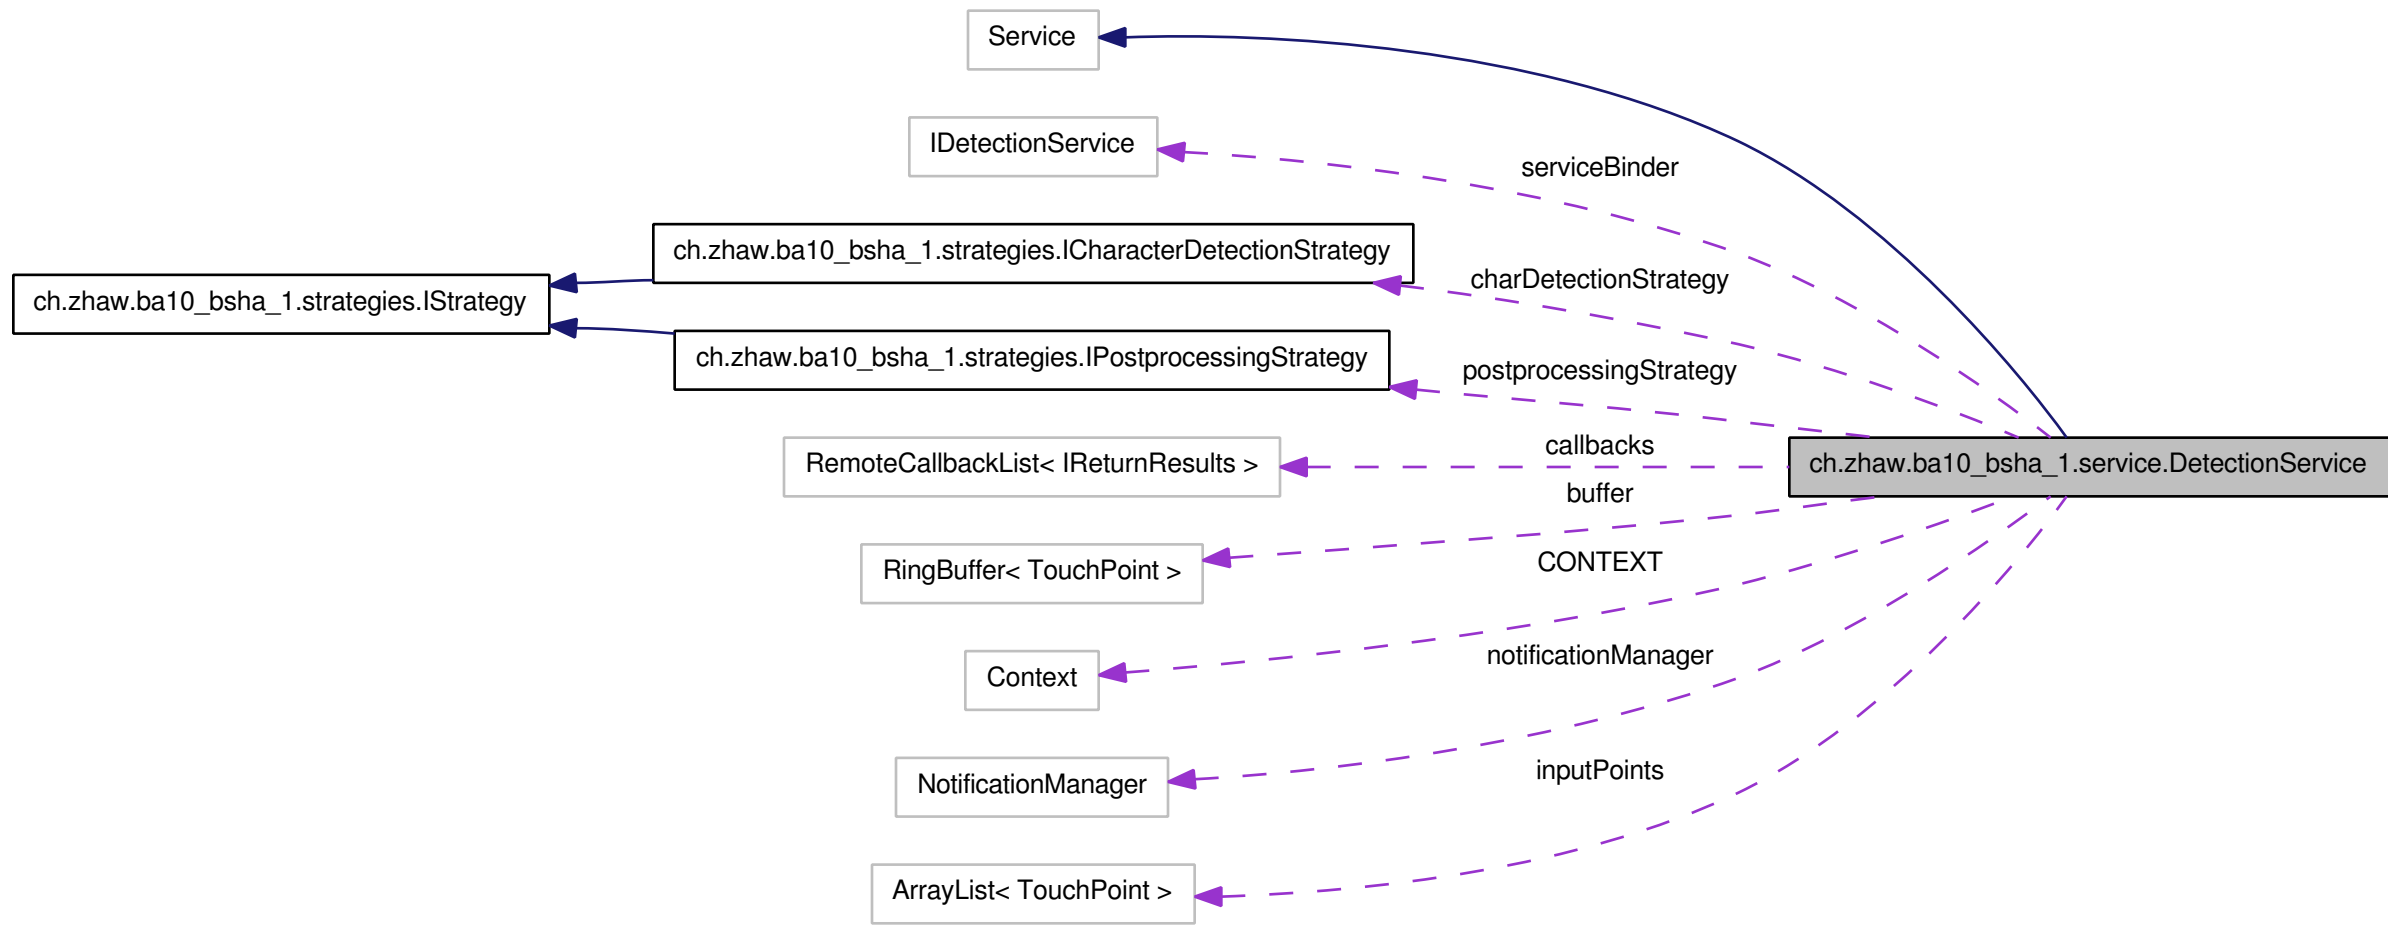 Service
IDetectionService
serviceBinder
ch.zhaw.ba10_bsha_1.strategies.ICharacterDetectionStrategy
charDetectionStrategy
ch.zhaw.ba10_bsha_1.strategies.IStrategy
ch.zhaw.ba10_bsha_1.strategies.IPostprocessingStrategy
postprocessingStrategy
callbacks
RemoteCallbackList< IReturnResults >
ch.zhaw.ba10_bsha_1.service.DetectionService
buffer
RingBuffer< TouchPoint >
CONTEXT
Context
notificationManager
NotificationManager
inputPoints
ArrayList< TouchPoint >